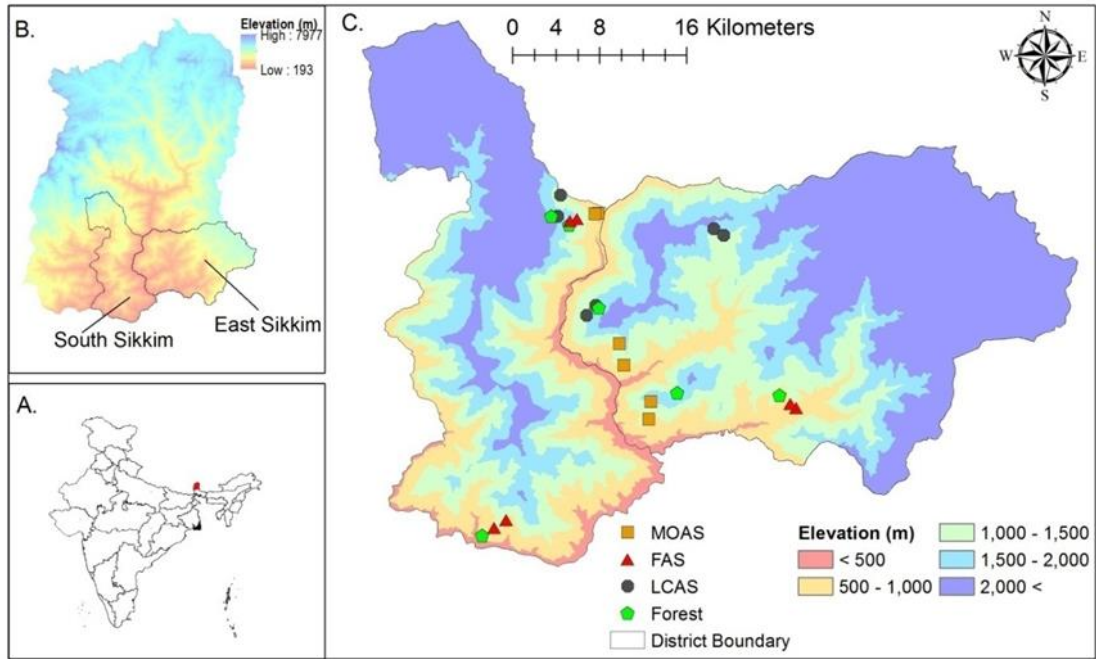 B.
Elevation (m)
High : 7977
Low : 193
South Sikkim
East Sikkim
A.
C.
0 4 8 16 Kilometers
N
W E
S
MOAS
FAS
LCAS
Forest
District Boundary
Elevation (m)
< 500
500 - 1,000
1,000 - 1,500
1,500 - 2,000
2,000 <